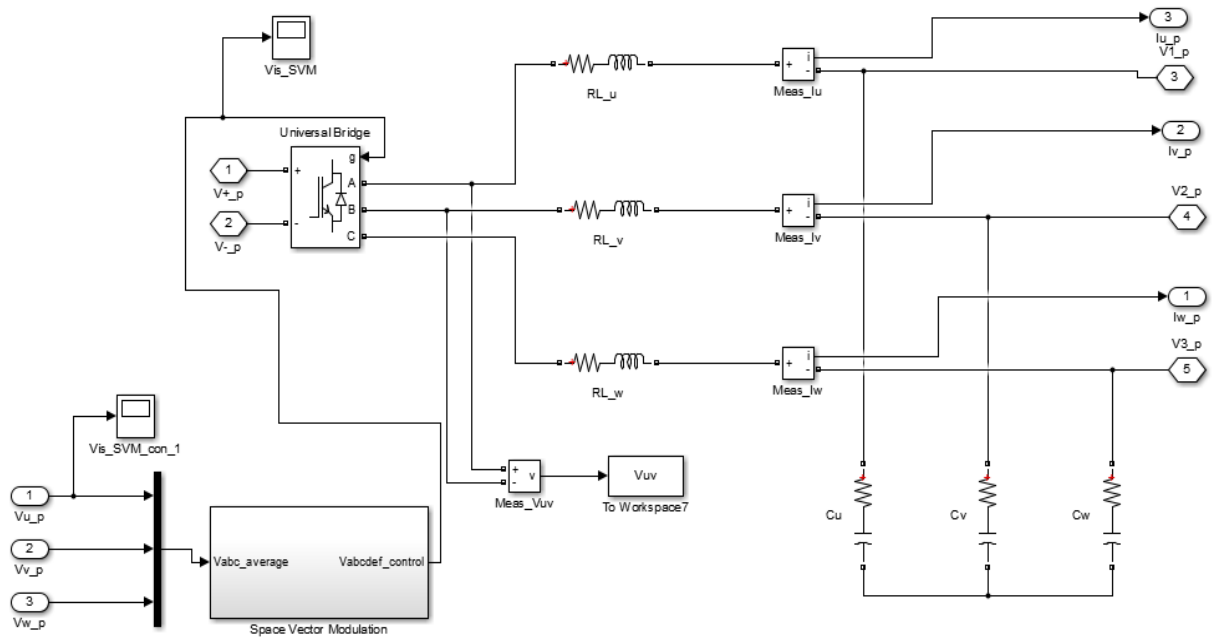 Vis_SVM
Universal Bridge
g
A
B
C
+
-
1
V+_p
2
V-_p
RL_u
+
i
-
Meas_Iu
3
Iu_p
V1_p
3
RL_v
+
i
-
Meas_Iv
2
Iv_p
V2_p
4
RL_w
+
i
-
Meas_Iw
1
Iw_p
V3_p
5
Vis_SVM_con_1
1
Vu_p
2
Vv_p
3
Vw_p
Vabc_average
Vabcdef_control
Space Vector Modulation
+
-
v
Meas_Vuv
Vuv
To Workspace7
Cu
Cv
Cw